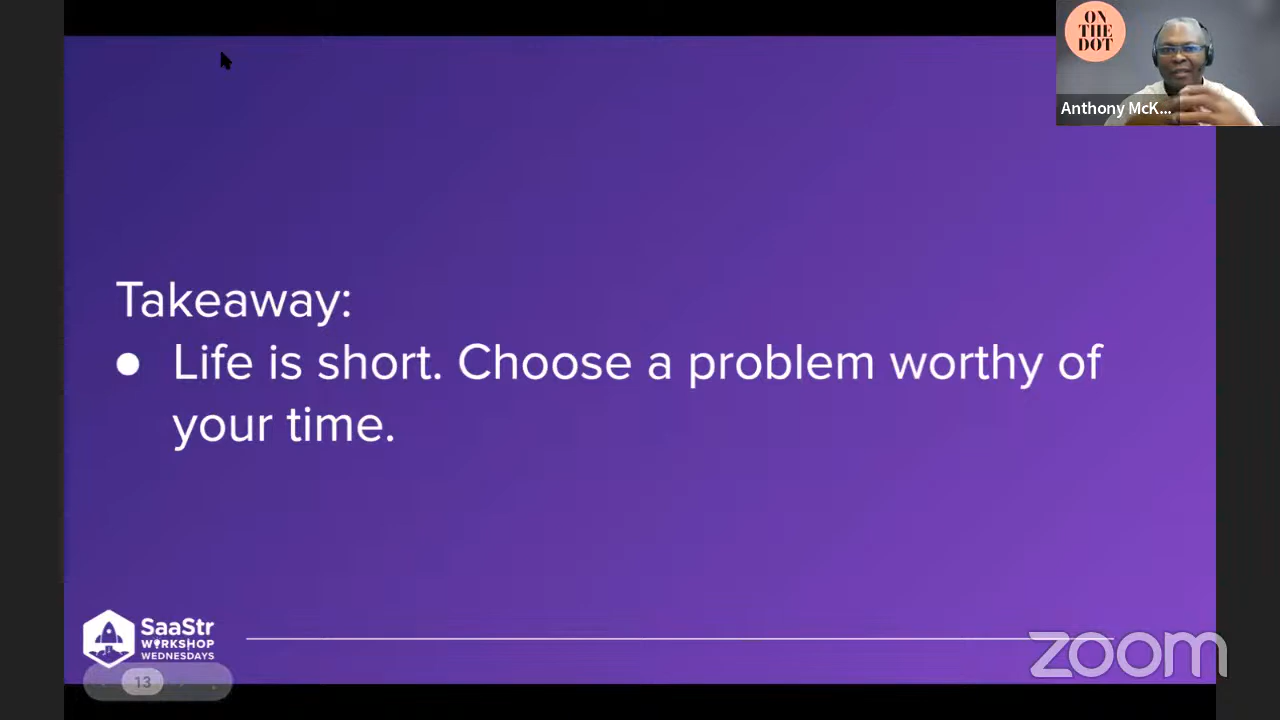 ON
THE
DOT
Anthony McK...
Takeaway:
● Life is short. Choose a problem worthy of
your time.
SaaStr
WORKSHOP
WEDNESDAYS
zoom
13